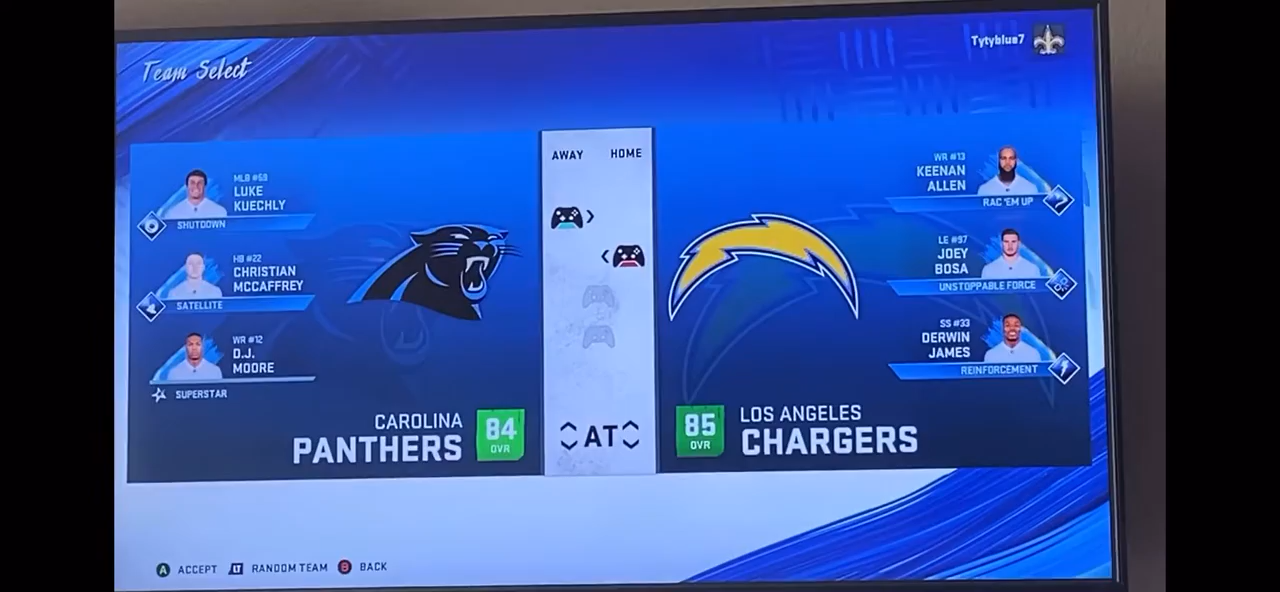 Team Select
Tytyblue7
AWAY HOME
MLB #59
LUKE
KUECHLY
SHUTDOWN
HB #22
CHRISTIAN
MCCAFFREY
SATELLITE
WR #12
D.J.
MOORE
SUPERSTAR
CAROLINA
PANTHERS
84
OVR
AT
WR #13
KEENAN
ALLEN
RAC 'EM UP
LE #97
JOEY
BOSA
UNSTOPPABLE FORCE
SS #33
DERWIN
JAMES
REINFORCEMENT
85
OVR
LOS ANGELES
CHARGERS
A ACCEPT LT RANDOM TEAM B BACK